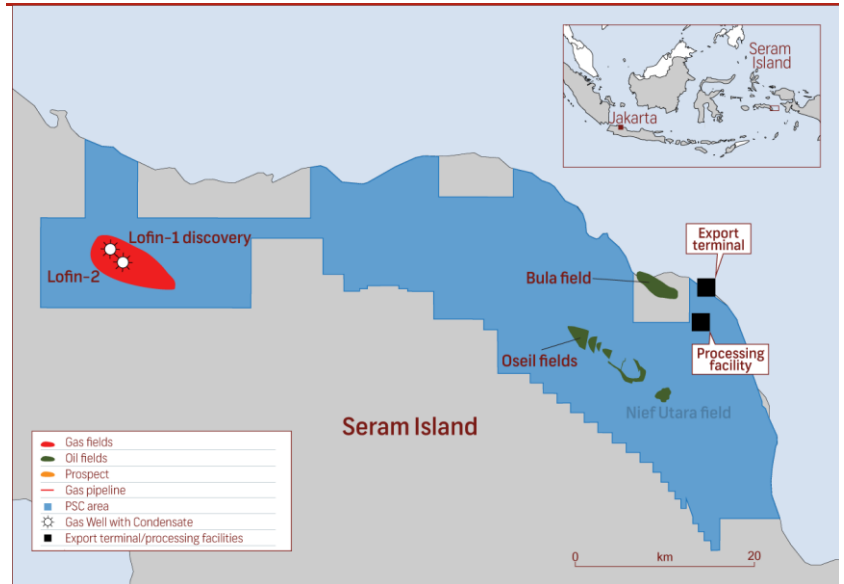 Seram
Island
Jakarta
Export
terminal
Lofin-1 discovery
Lofin-2
Bula field
Processing
facility
Oseil fields
Nief Utara field
Seram Island
Gas fields
Oil fields
Prospect
Gas pipeline
PSC area
Gas Well with Condensate
Export terminal/processing facilities
0 km 20